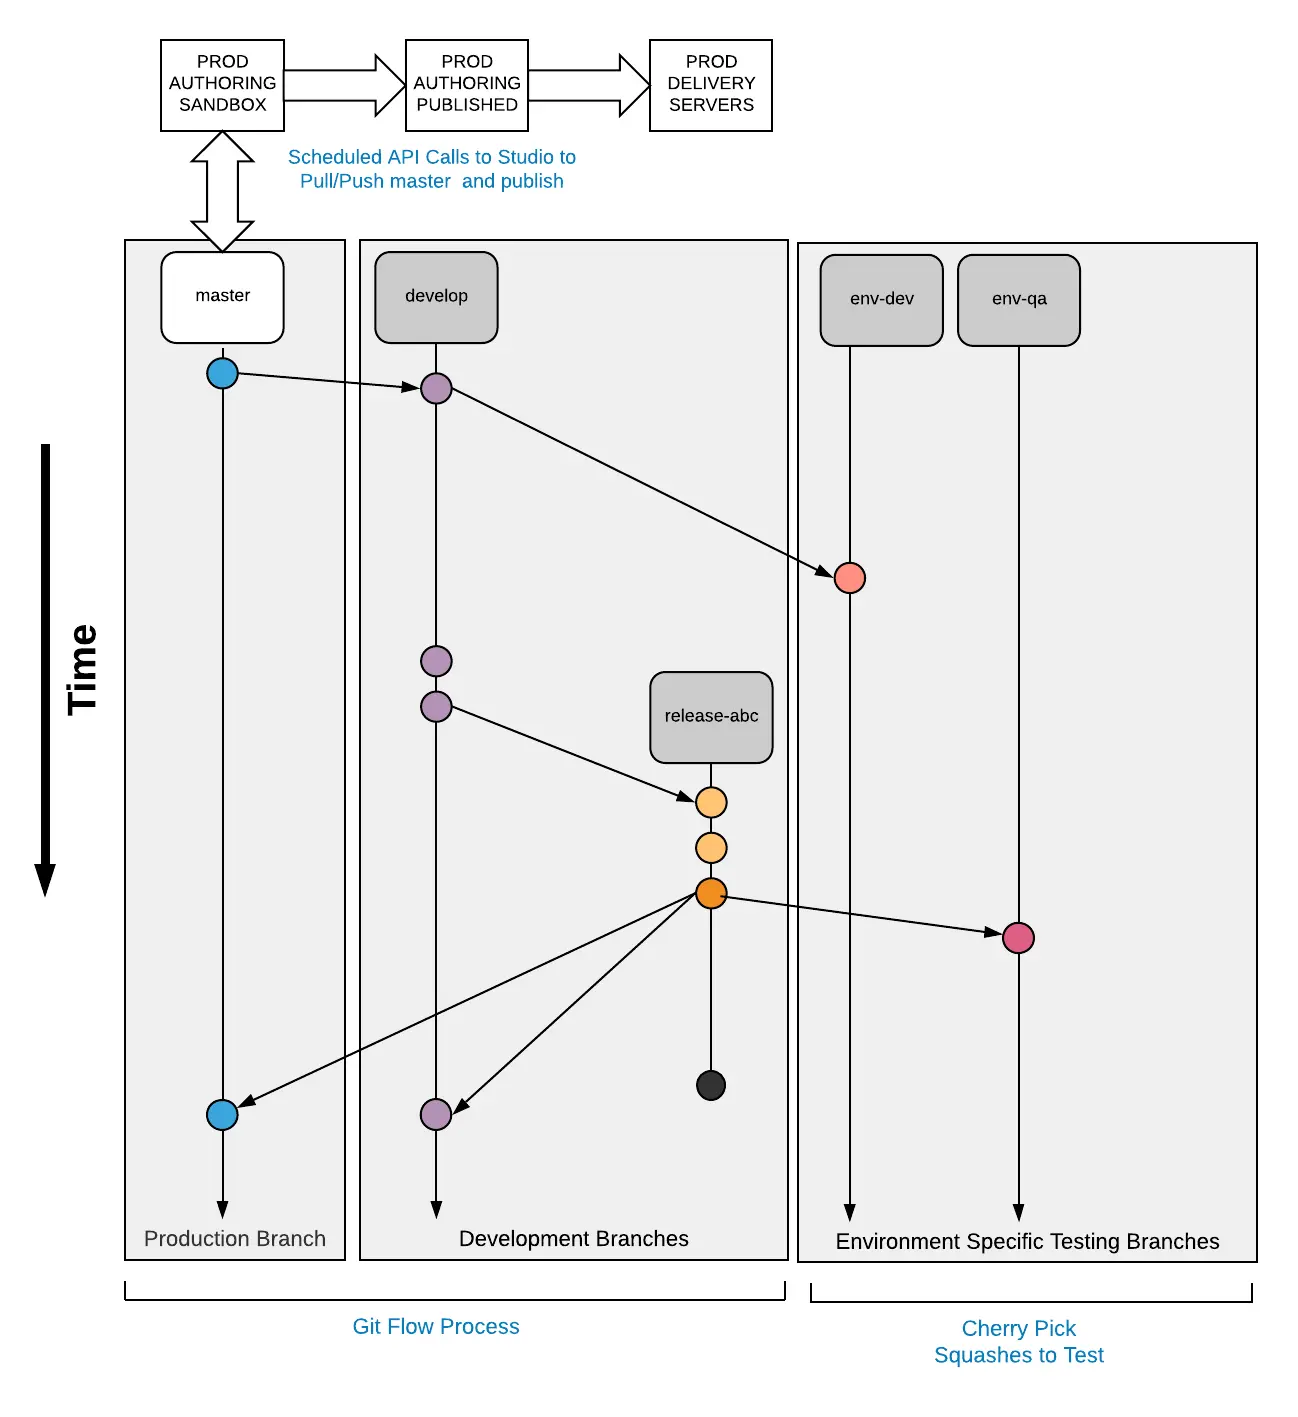 PROD
AUTHORING
SANDBOX
PROD
AUTHORING
PUBLISHED
PROD
DELIVERY
SERVERS
Scheduled API Calls to Studio to
Pull/Push master and publish
master
develop
env-dev
env-qa
Time
release-abc
Production Branch
Development Branches
Environment Specific Testing Branches
Git Flow Process
Cherry Pick
Squashes to Test